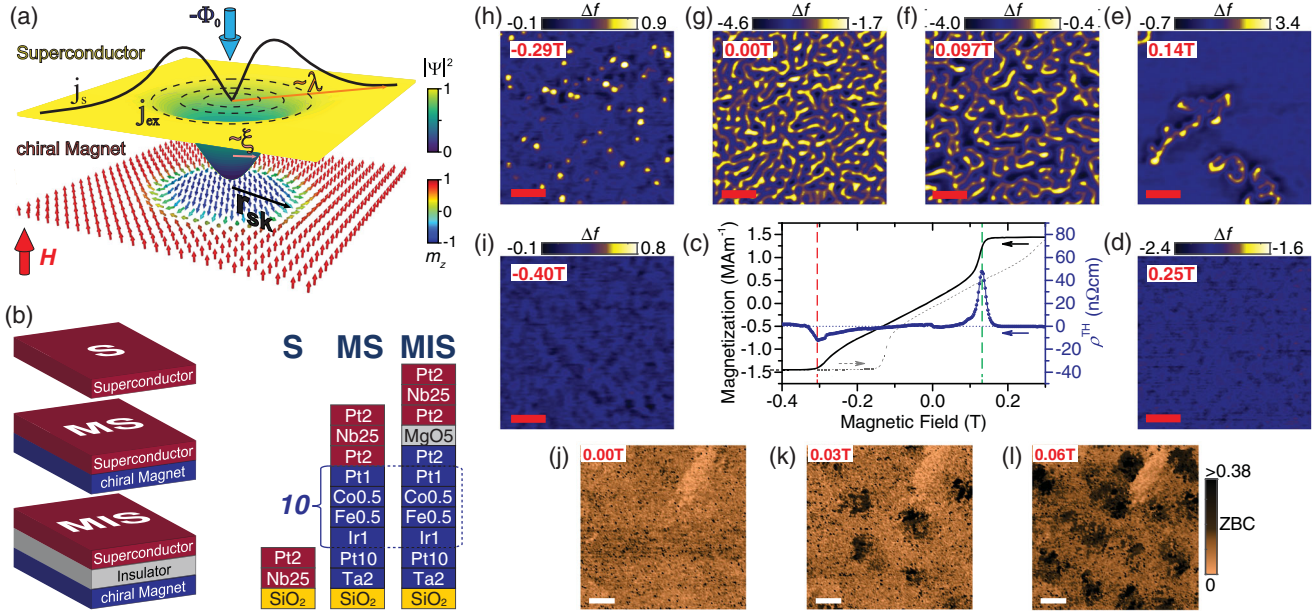 (a)
-Φ₀
Superconductor
|Ψ|²
1
0
j_s
j_ex
~λ
~ξ
chiral Magnet
r_sk
H
1
0
-1
m_z
(b)
S
Superconductor
MS
Superconductor
chiral Magnet
MIS
Superconductor
Insulator
chiral Magnet
S MS MIS
Pt2
Nb25
SiO₂
Pt2
Nb25
Pt2
Pt1
Co0.5
Fe0.5
Ir1
Pt10
Ta2
SiO₂
10
Pt2
Nb25
Pt2
MgO5
Pt2
Pt1
Co0.5
Fe0.5
Ir1
Pt10
Ta2
SiO₂
(h)
-0.1 Δf 0.9
-0.29T
(g)
-4.6 Δf -1.7
0.00T
(f)
-4.0 Δf -0.4
0.097T
(e)
-0.7 Δf 3.4
0.14T
(i)
-0.1 Δf 0.8
-0.40T
(c)
Magnetization (MAm⁻¹)
1.5
1.0
0.5
0.0
-0.5
-1.0
-1.5
-0.4 -0.2 0.0 0.2
Magnetic Field (T)
80
60
40
20
0
-20
-40
ρᵀᴴ (nΩcm)
(d)
-2.4 Δf -1.6
0.25T
(j)
0.00T
(k)
0.03T
(l)
0.06T
>0.38
ZBC
0